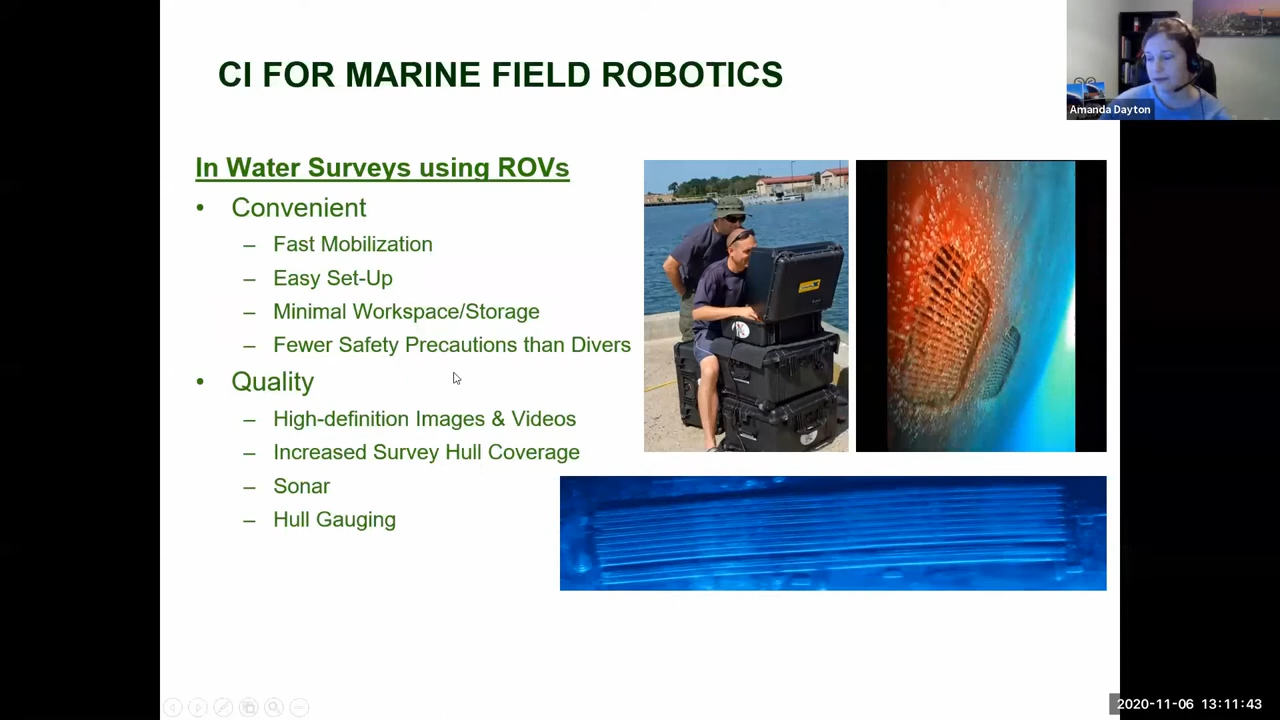 CI FOR MARINE FIELD ROBOTICS
Amanda Dayton
In Water Surveys using ROVs
• Convenient
– Fast Mobilization
– Easy Set-Up
– Minimal Workspace/Storage
– Fewer Safety Precautions than Divers
• Quality
– High-definition Images & Videos
– Increased Survey Hull Coverage
– Sonar
– Hull Gauging
2020-11-06 13:11:43